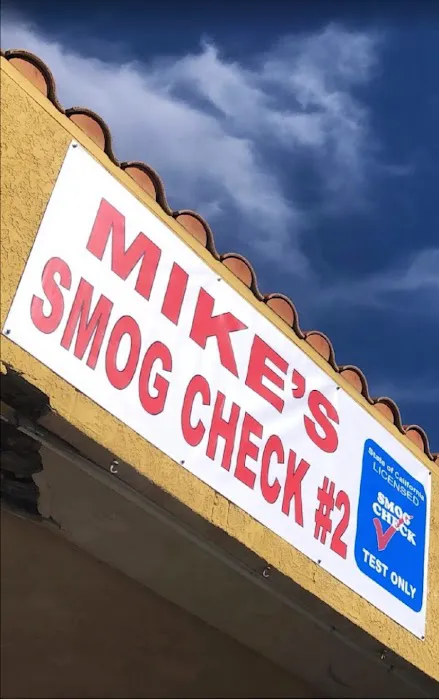 MIKE'S
SMOG CHECK #2
State of California
LICENSED
SMOG
CHECK
TEST ONLY